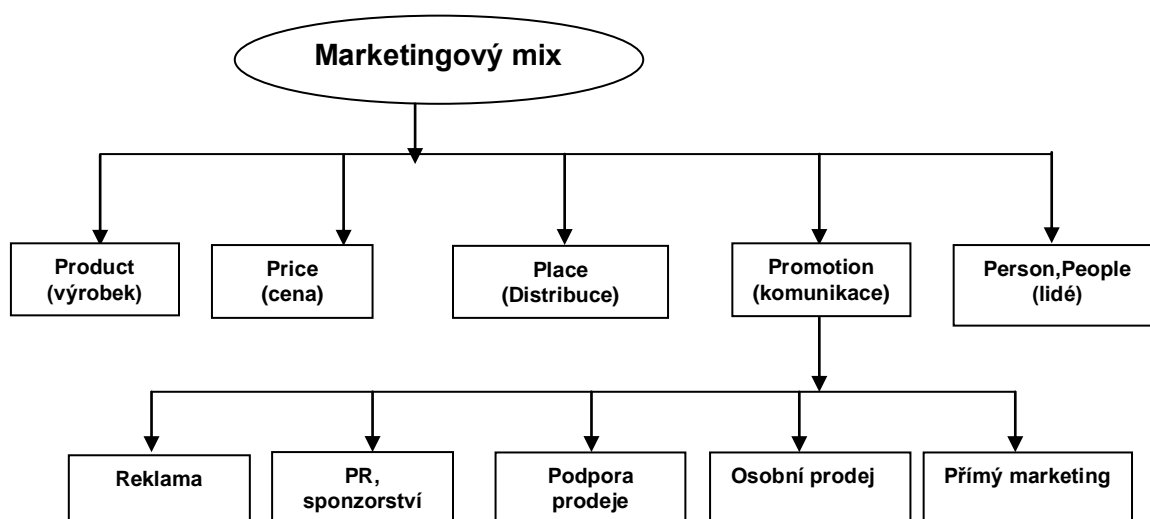 Marketingový mix
Product
(výrobek)
Price
(cena)
Place
(Distribuce)
Promotion
(komunikace)
Person,People
(lidé)
Reklama
PR,
sponzorství
Podpora
prodeje
Osobní prodej
Přímý marketing